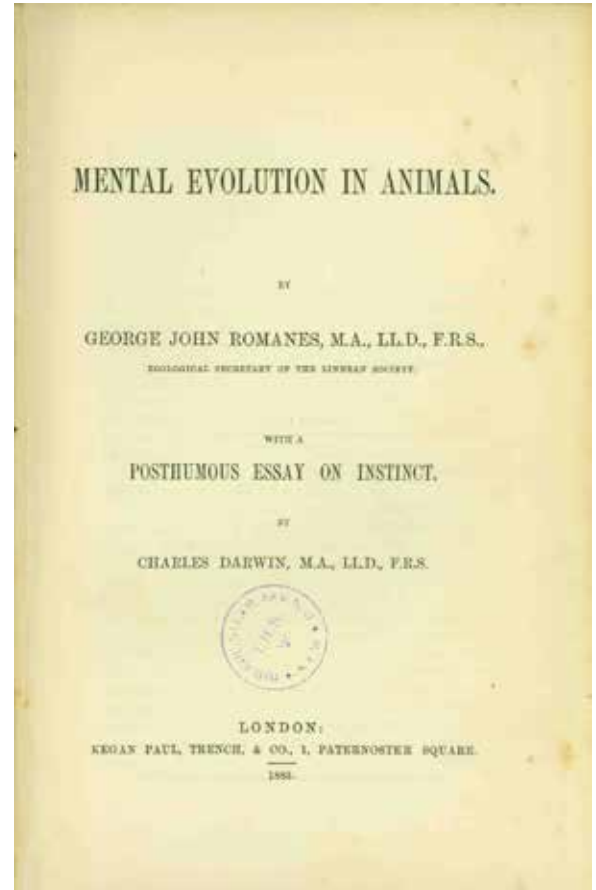 MENTAL EVOLUTION IN ANIMALS.
BY
GEORGE JOHN ROMANES, M.A., LL.D., F.R.S.,
ZOOLOGICAL SECRETARY OF THE LINNEAN SOCIETY.
WITH A
POSTHUMOUS ESSAY ON INSTINCT.
BY
CHARLES DARWIN, M.A., LL.D., F.R.S.
LONDON:
KEGAN PAUL, TRENCH, & CO., 1, PATERNOSTER SQUARE.
1883.